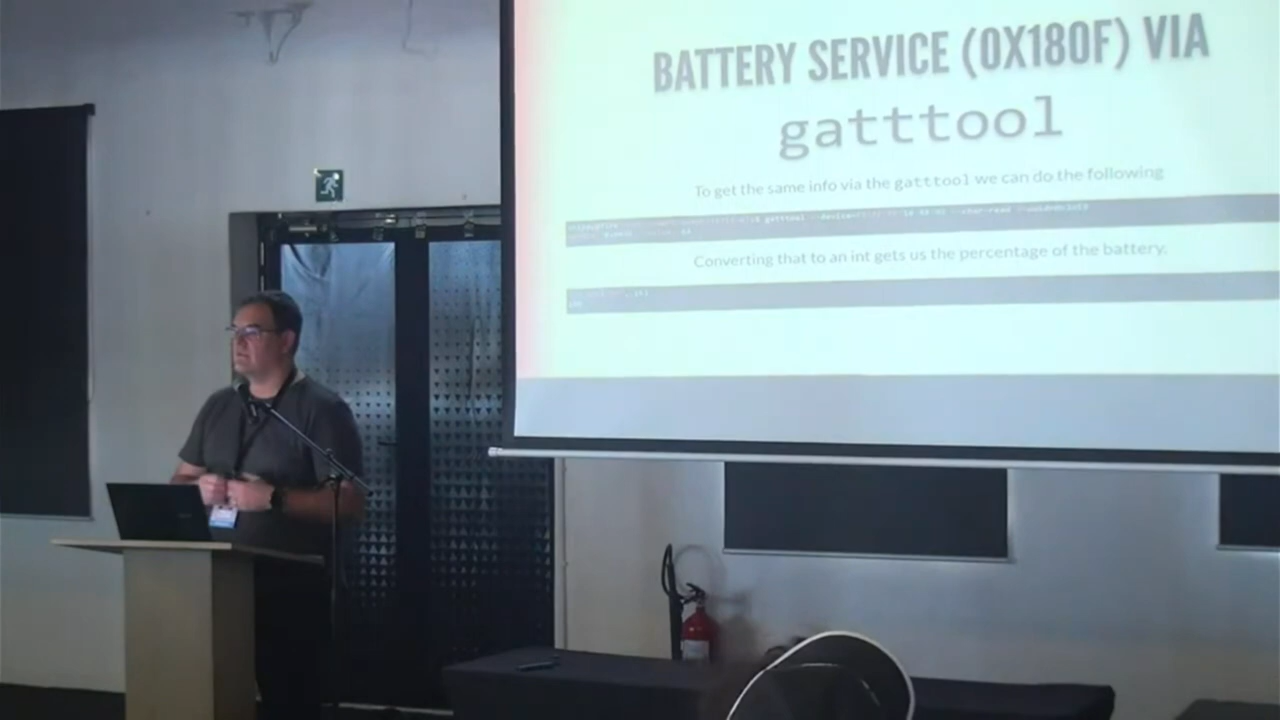 BATTERY SERVICE (0X180F) VIA
gatttool
To get the same info via the gatttool we can do the following
gatttool
Converting that to an int gets us the percentage of the battery.